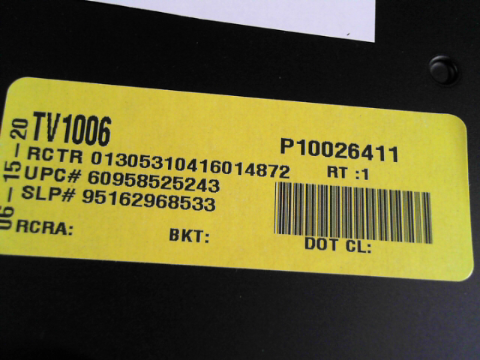 06-15-20
TV1006
P10026411
RCTR 01305310416014872 RT :1
UPC# 60958525243
SLP# 95162968533
RCRA: BKT: DOT CL: